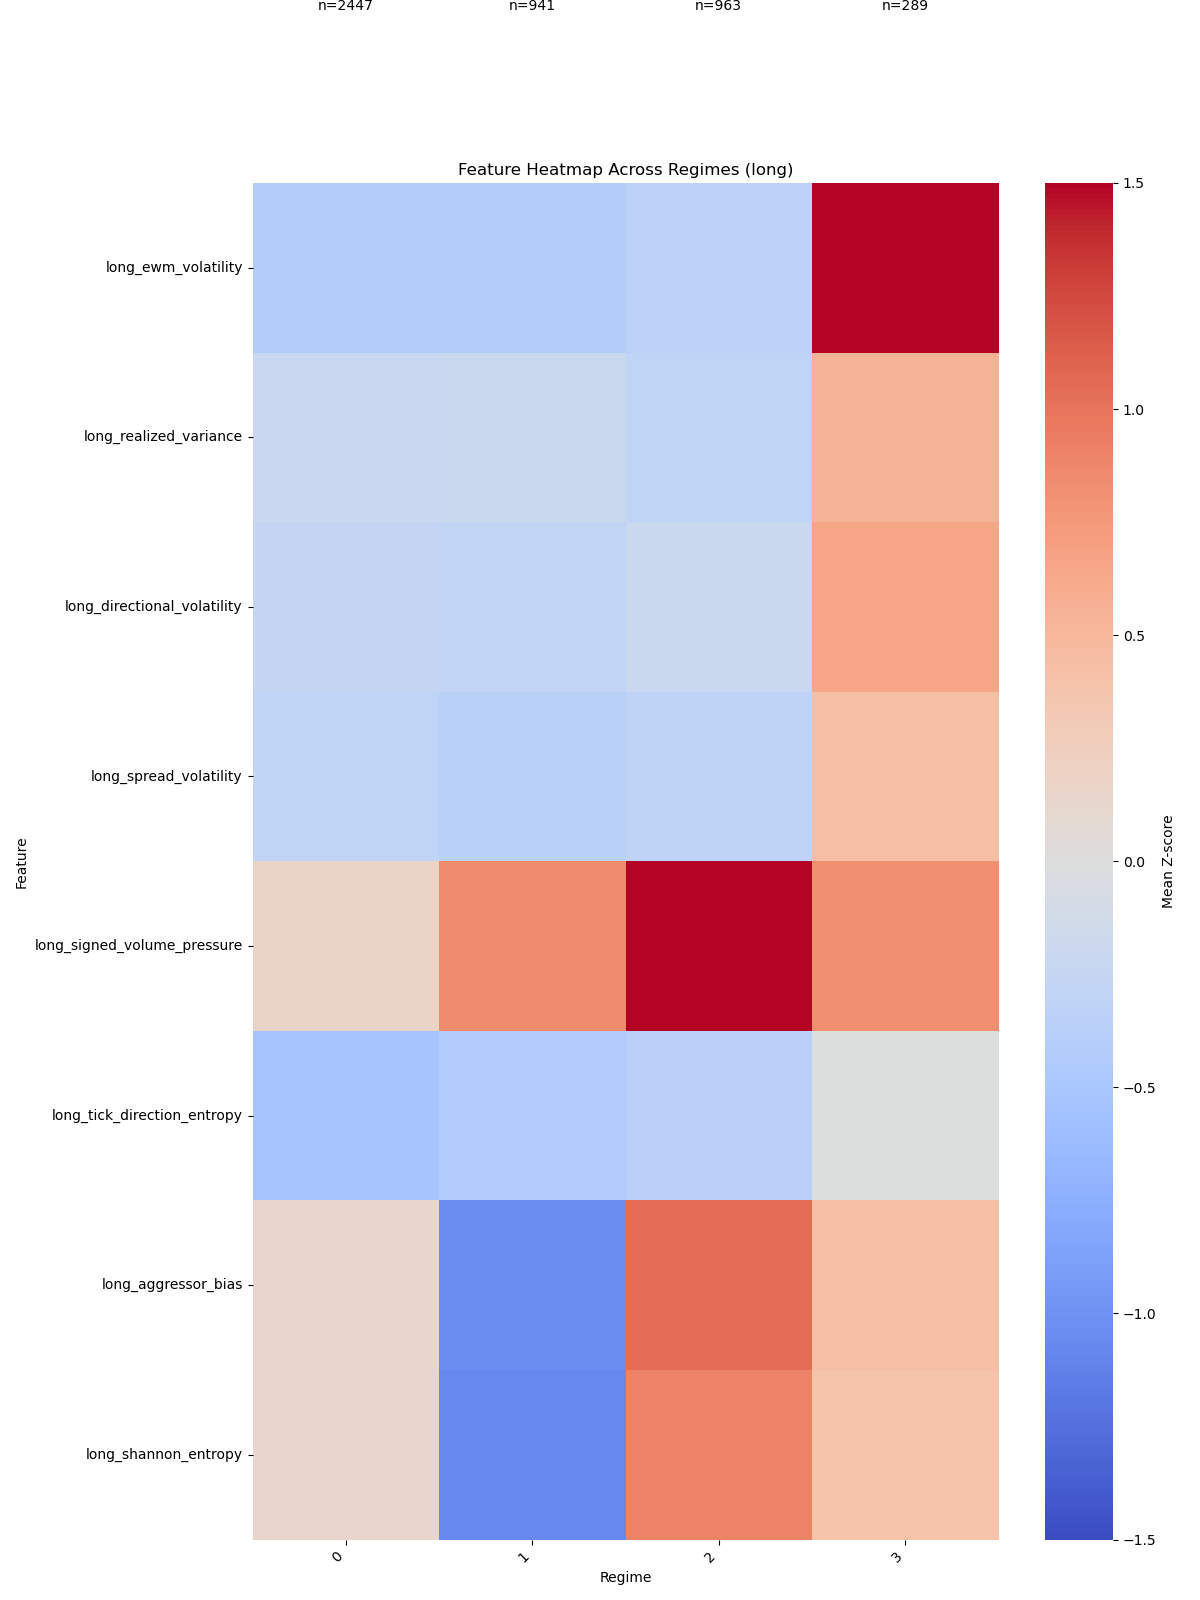 n=2447 n=941 n=963 n=289
Feature Heatmap Across Regimes (long)
long_ewm_volatility
long_realized_variance
long_directional_volatility
long_spread_volatility
long_signed_volume_pressure
long_tick_direction_entropy
long_aggressor_bias
long_shannon_entropy
Feature
0 1 2 3
Regime
1.5
1.0
0.5
0.0
−0.5
−1.0
−1.5
Mean Z-score